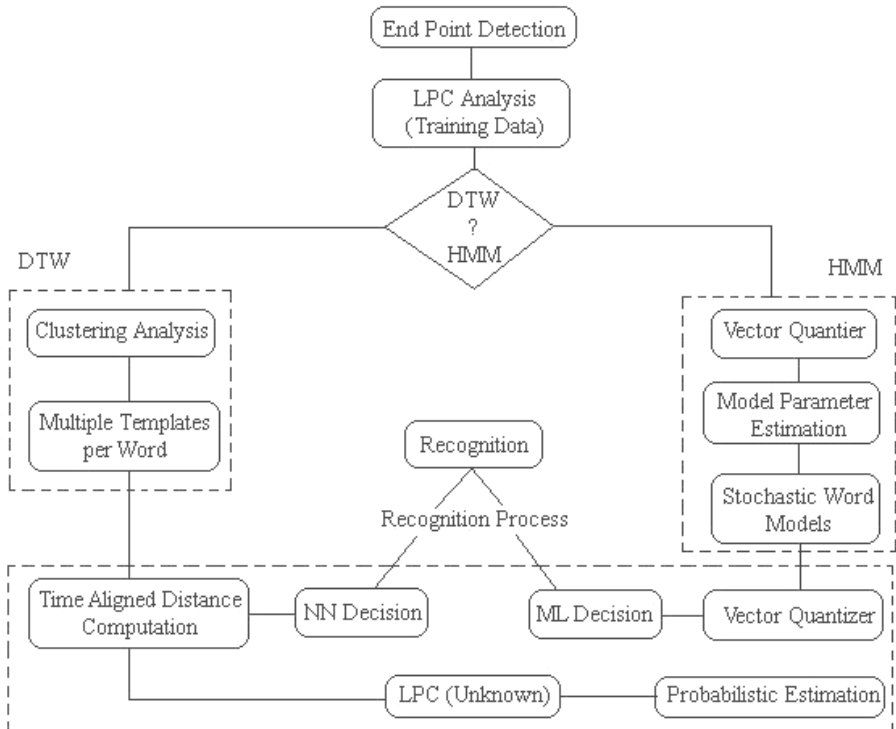 End Point Detection
LPC Analysis
(Training Data)
DTW
?
HMM
DTW
HMM
Clustering Analysis
Vector Quantier
Multiple Templates
per Word
Model Parameter
Estimation
Recognition
Stochastic Word
Models
Recognition Process
Time Aligned Distance
Computation
NN Decision
ML Decision
Vector Quantizer
LPC (Unknown)
Probabilistic Estimation